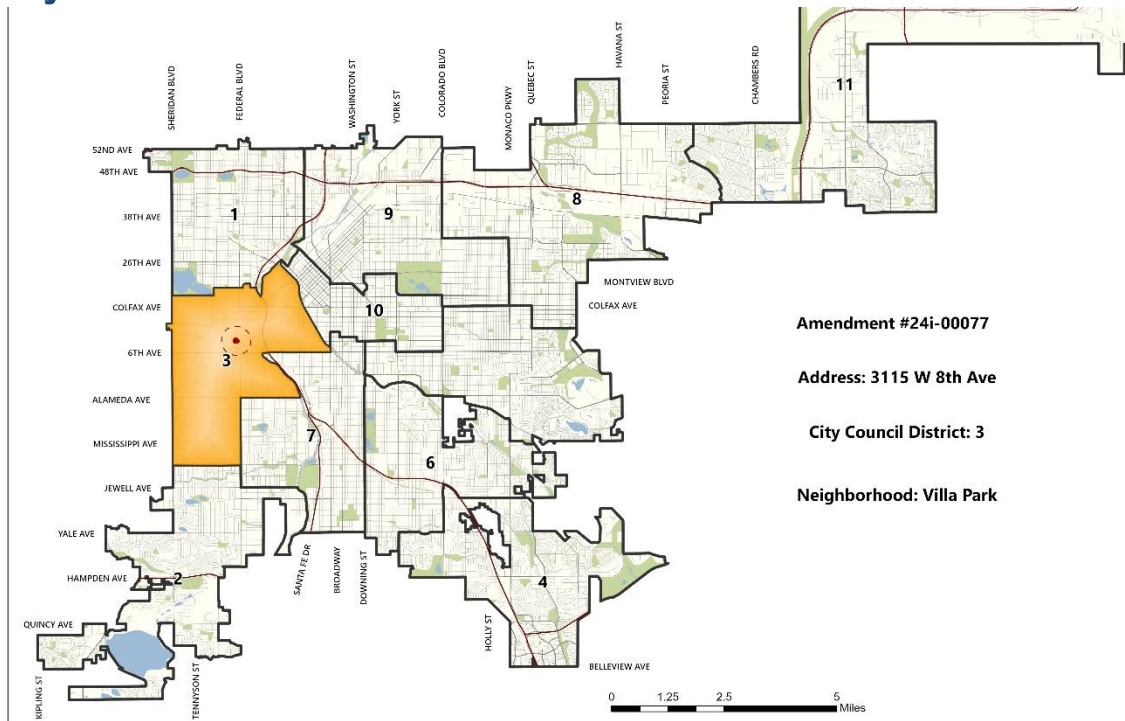 SHERIDAN BLVD
FEDERAL BLVD
WASHINGTON ST
YORK ST
COLORADO BLVD
MONACO PKWY
QUEBEC ST
HAVANA ST
PEORIA ST
CHAMBERS RD
11
52ND AVE
48TH AVE
8
38TH AVE
1
9
26TH AVE
MONTVIEW BLVD
COLFAX AVE
10
COLFAX AVE
Amendment #24i-00077
6TH AVE
3
Address: 3115 W 8th Ave
ALAMEDA AVE
City Council District: 3
MISSISSIPPI AVE
7
6
JEWELL AVE
Neighborhood: Villa Park
YALE AVE
SANTA FE DR
BROADWAY
DOWNING ST
HAMPDEN AVE
2
4
QUINCY AVE
HOLLY ST
BELLEVIEW AVE
KIPLING ST
TENNYSON ST
0 1.25 2.5 5
Miles